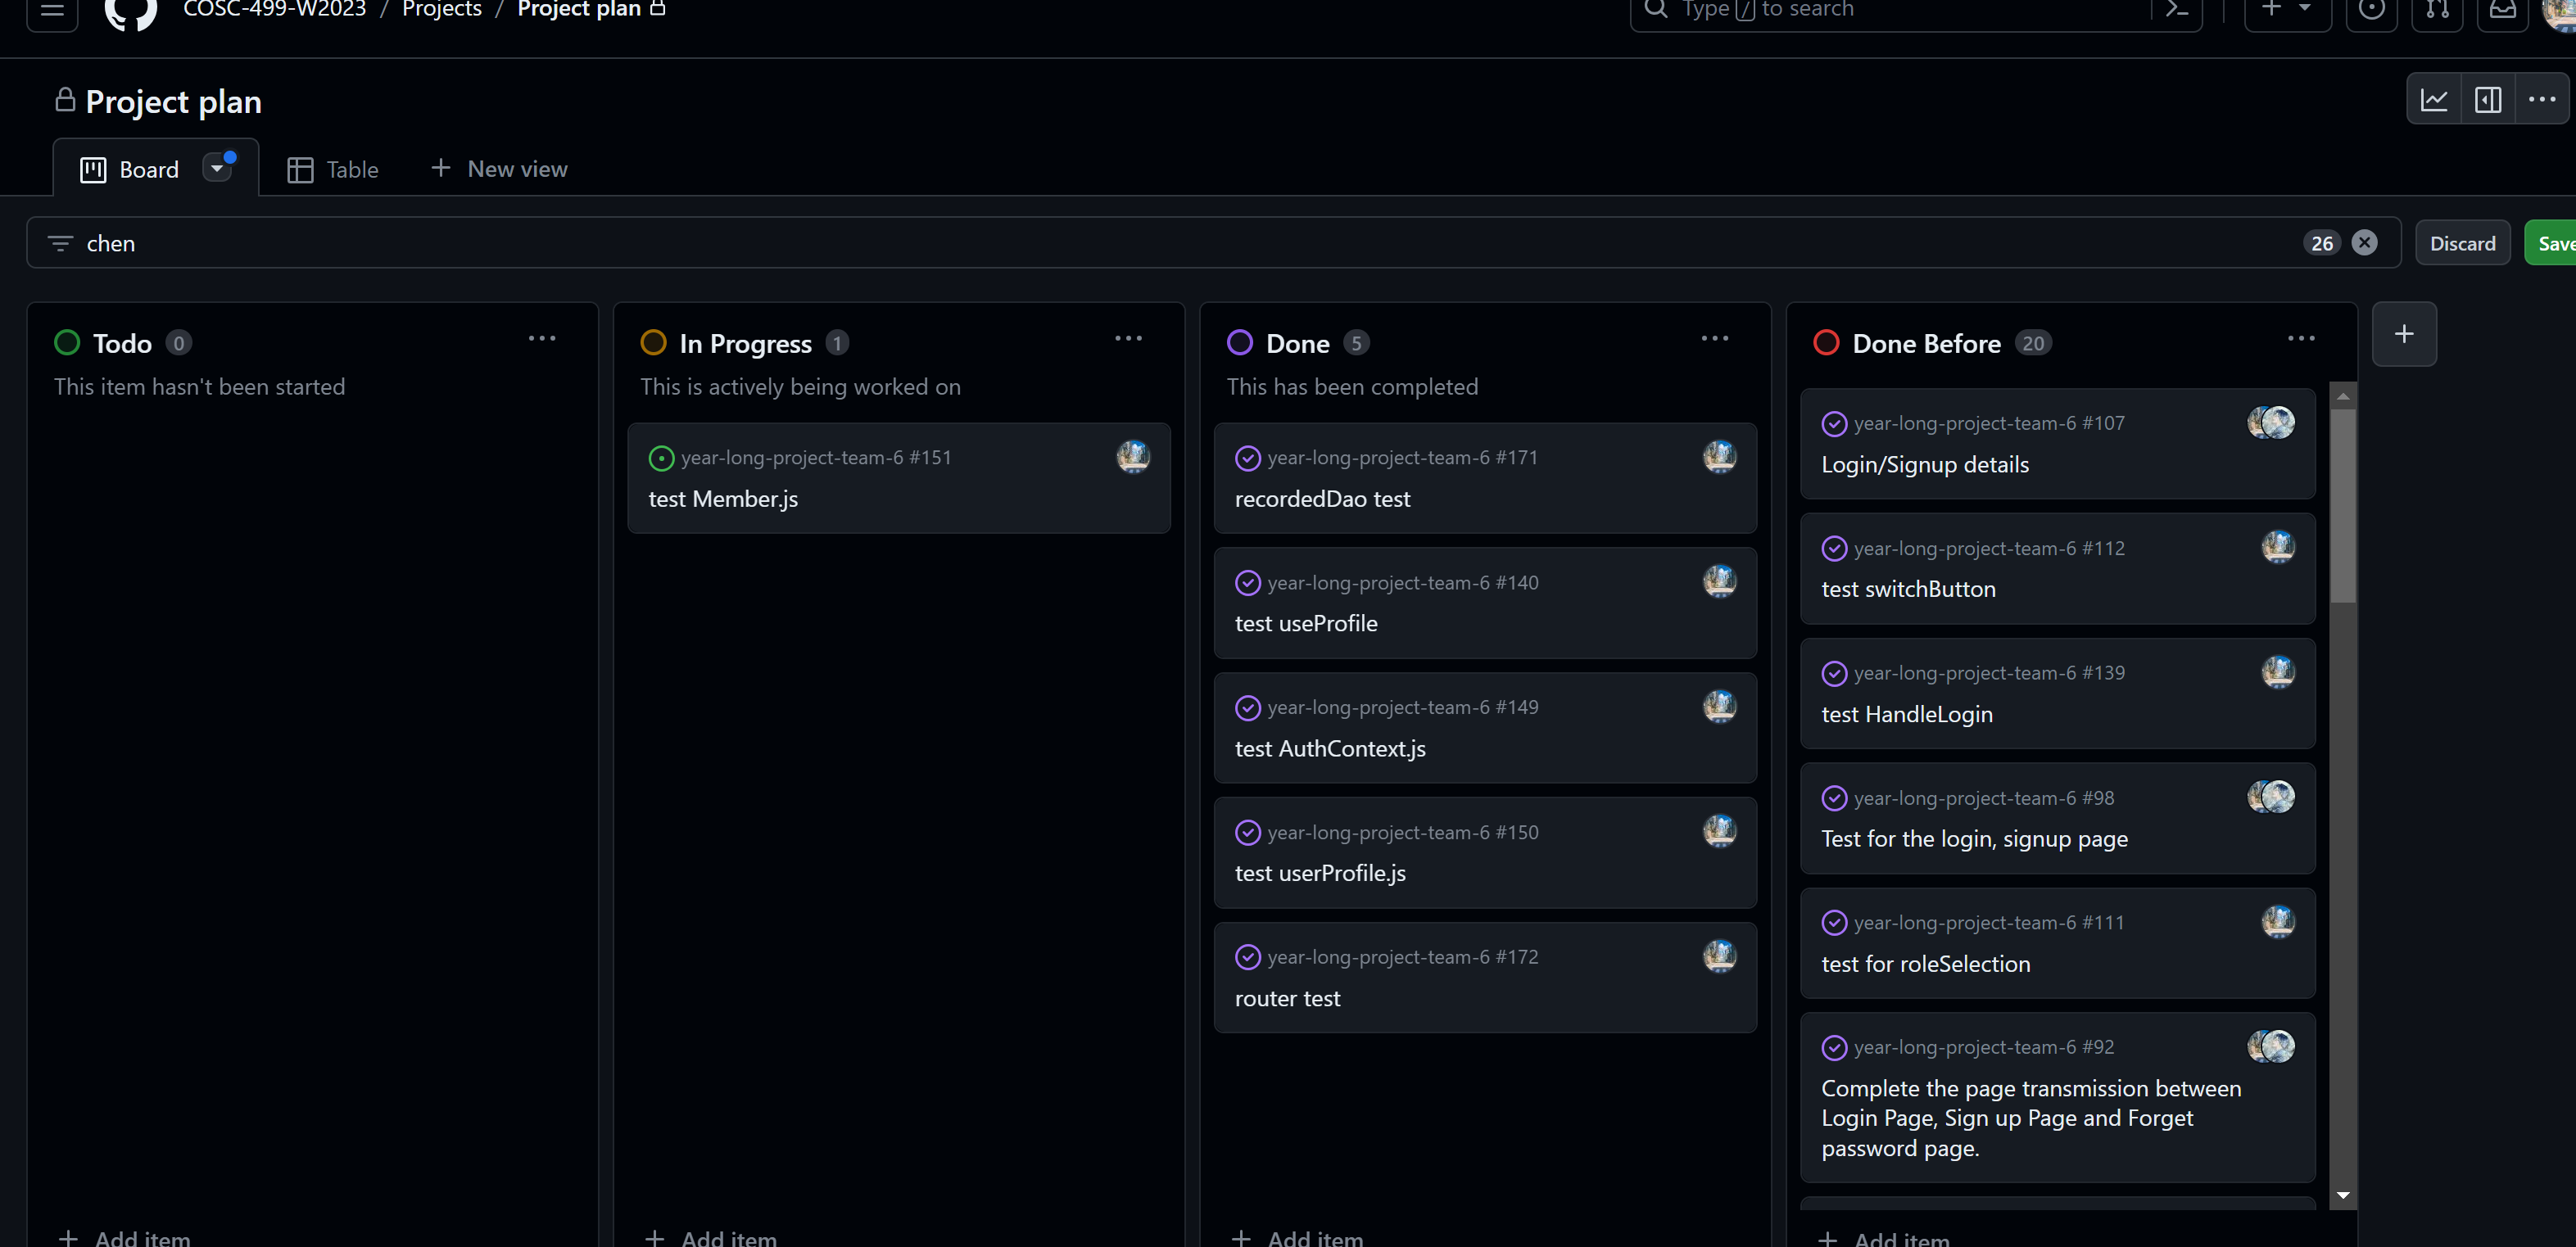 COSC-499-W2023 / Projects / Project plan
Type / to search
Project plan
Board
Table
New view
chen
26
Discard
Save
Todo 0
This item hasn't been started
Add item
In Progress 1
This is actively being worked on
year-long-project-team-6 #151
test Member.js
Add item
Done 5
This has been completed
year-long-project-team-6 #171
recordedDao test
year-long-project-team-6 #140
test useProfile
year-long-project-team-6 #149
test AuthContext.js
year-long-project-team-6 #150
test userProfile.js
year-long-project-team-6 #172
router test
Add item
Done Before 20
year-long-project-team-6 #107
Login/Signup details
year-long-project-team-6 #112
test switchButton
year-long-project-team-6 #139
test HandleLogin
year-long-project-team-6 #98
Test for the login, signup page
year-long-project-team-6 #111
test for roleSelection
year-long-project-team-6 #92
Complete the page transmission between
Login Page, Sign up Page and Forget
password page.
Add item